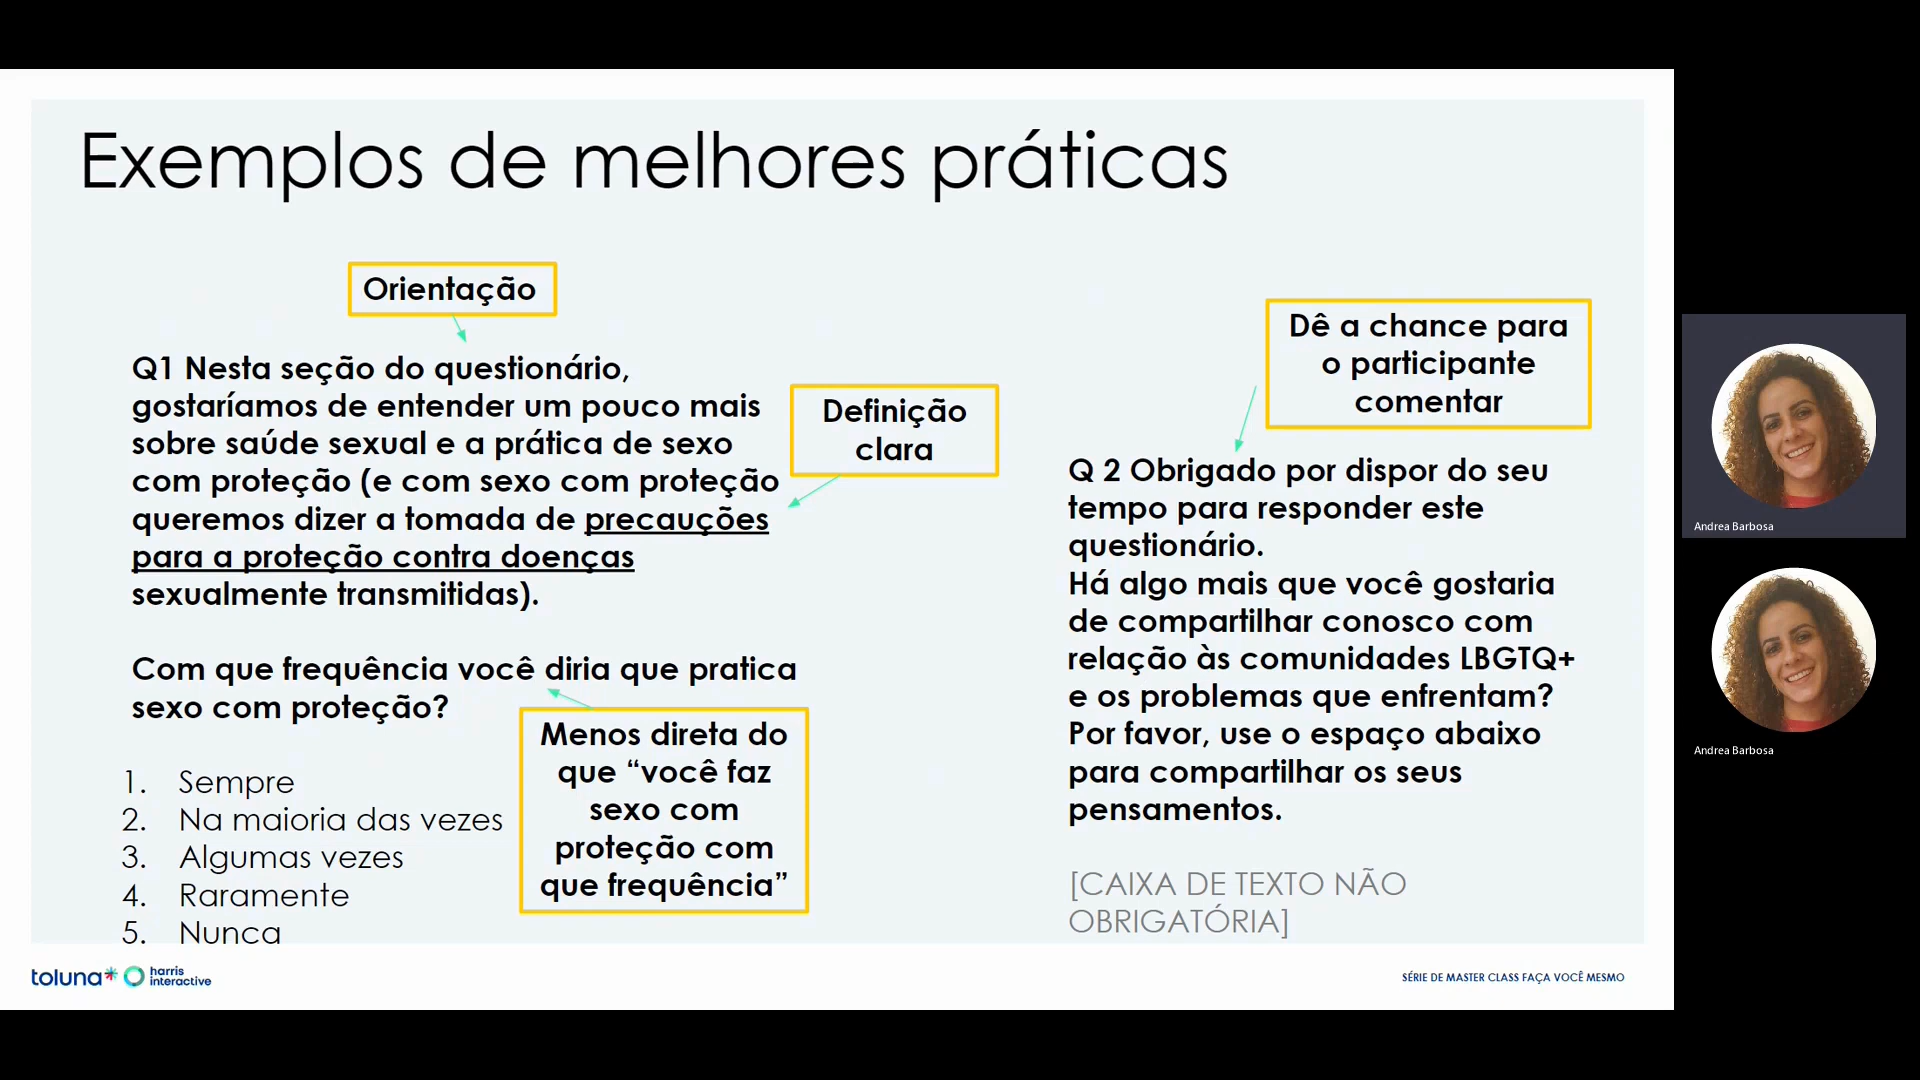 Exemplos de melhores práticas
Orientação
Q1 Nesta seção do questionário,
gostaríamos de entender um pouco mais
sobre saúde sexual e a prática de sexo
com proteção (e com sexo com proteção
queremos dizer a tomada de precauções
para a proteção contra doenças
sexualmente transmitidas).
Definição
clara
Com que frequência você diria que pratica
sexo com proteção?
Menos direta do
que “você faz
sexo com
proteção com
que frequência”
1. Sempre
2. Na maioria das vezes
3. Algumas vezes
4. Raramente
5. Nunca
Dê a chance para
o participante
comentar
Q 2 Obrigado por dispor do seu
tempo para responder este
questionário.
Há algo mais que você gostaria
de compartilhar conosco com
relação às comunidades LBGTQ+
e os problemas que enfrentam?
Por favor, use o espaço abaixo
para compartilhar os seus
pensamentos.
[CAIXA DE TEXTO NÃO
OBRIGATÓRIA]
toluna* harris
interactive
SÉRIE DE MASTER CLASS FAÇA VOCÊ MESMO
Andrea Barbosa
Andrea Barbosa